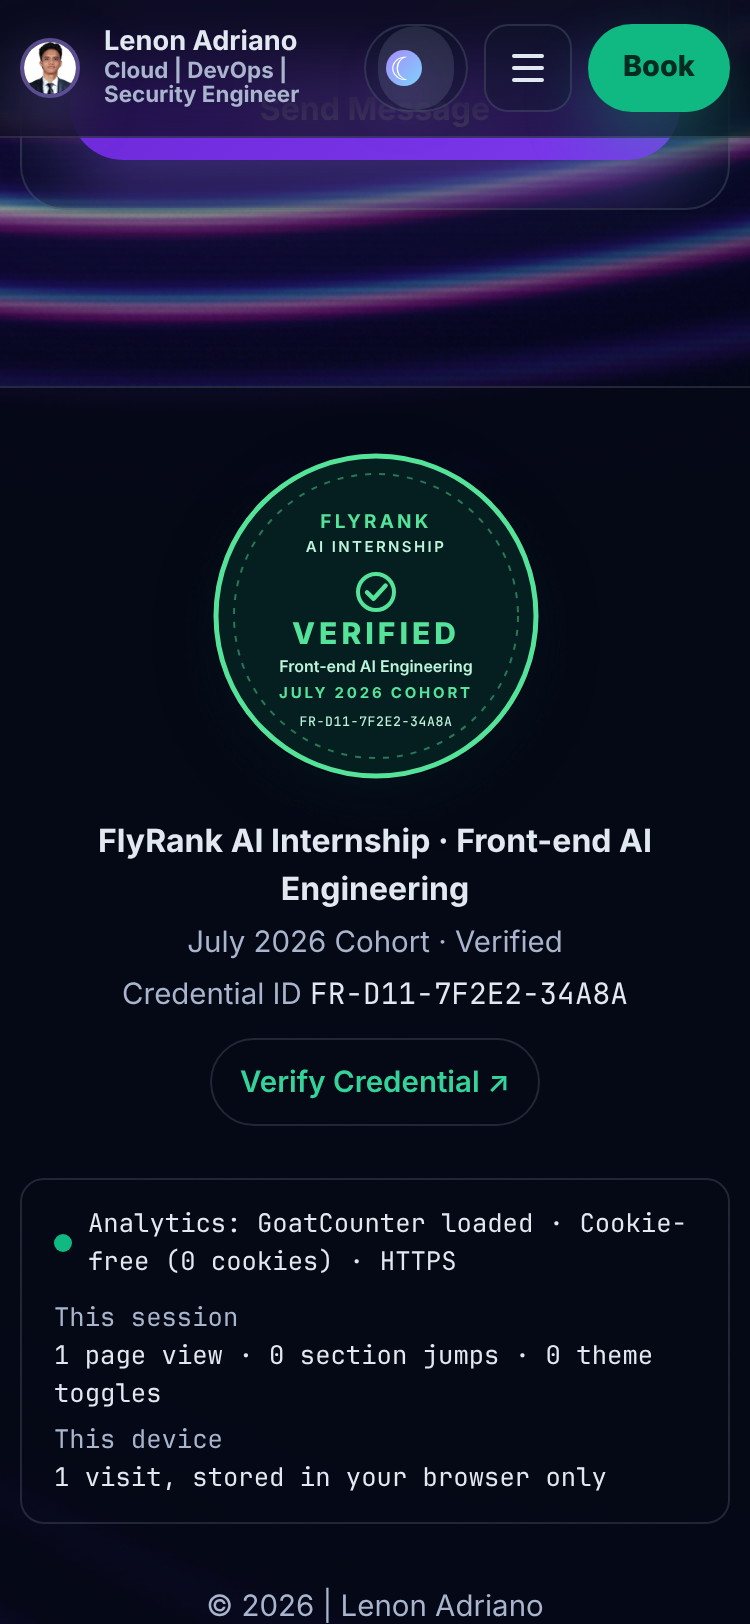 Lenon Adriano
Cloud | DevOps |
Security Engineer
Book
Send Message
FLYRANK
AI INTERNSHIP
VERIFIED
Front-end AI Engineering
JULY 2026 COHORT
FR-D11-7F2E2-34A8A
FlyRank AI Internship · Front-end AI
Engineering
July 2026 Cohort · Verified
Credential ID FR-D11-7F2E2-34A8A
Verify Credential ↗
Analytics: GoatCounter loaded · Cookie-
free (0 cookies) · HTTPS
This session
1 page view · 0 section jumps · 0 theme
toggles
This device
1 visit, stored in your browser only
© 2026 | Lenon Adriano